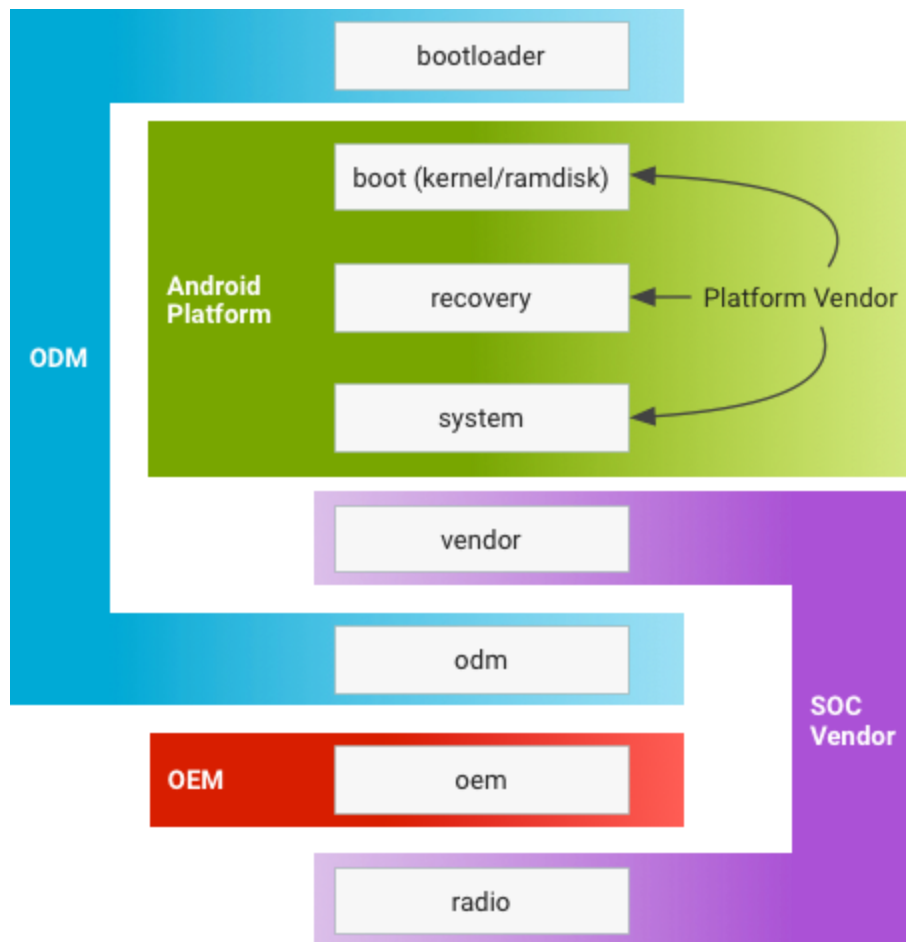 bootloader
boot (kernel/ramdisk)
Android
Platform
recovery
Platform Vendor
ODM
system
vendor
odm
SOC
Vendor
OEM
oem
radio